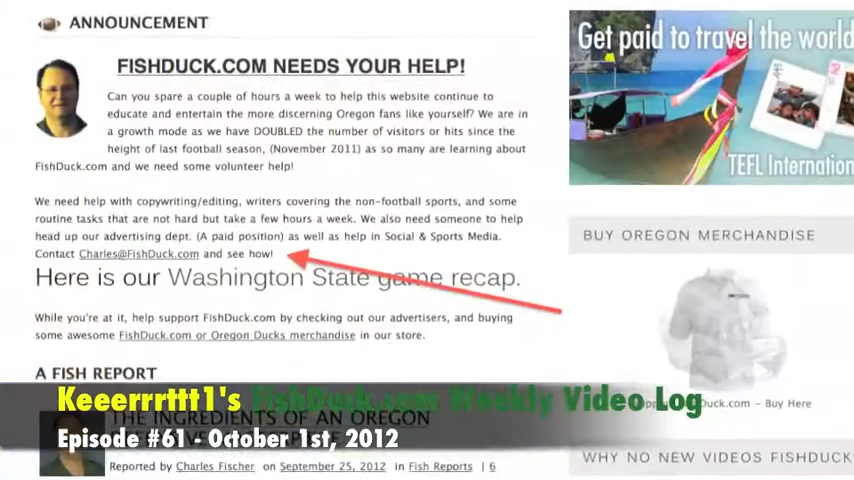 ANNOUNCEMENT
FISHDUCK.COM NEEDS YOUR HELP!
Can you spare a couple of hours a week to help this website continue to
educate and entertain the more discerning Oregon fans like yourself? We are in
a growth mode as we have DOUBLED the number of visitors or hits since the
height of last football season, (November 2011) as so many are learning about
FishDuck.com and we need some volunteer help!
We need help with copywriting/editing, writers covering the non-football sports, and some
routine tasks that are not hard but take a few hours a week. We also need someone to help
head up our advertising dept. (A paid position) as well as help in Social & Sports Media.
Contact Charles@FishDuck.com and see how!
Here is our Washington State game recap.
While you're at it, help support FishDuck.com by checking out our advertisers, and buying
some awesome FishDuck.com or Oregon Ducks merchandise in our store.
A FISH REPORT
THE INGREDIENTS OF AN OREGON
Reported by Charles Fischer on September 25, 2012 in Fish Reports | 6
Keeerrrttt1's FishDuck.com Weekly Video Log
Episode #61 - October 1st, 2012
Get paid to travel the world
TEFL Internation
BUY OREGON MERCHANDISE
Duck.com - Buy Here
WHY NO NEW VIDEOS FISHDUCK